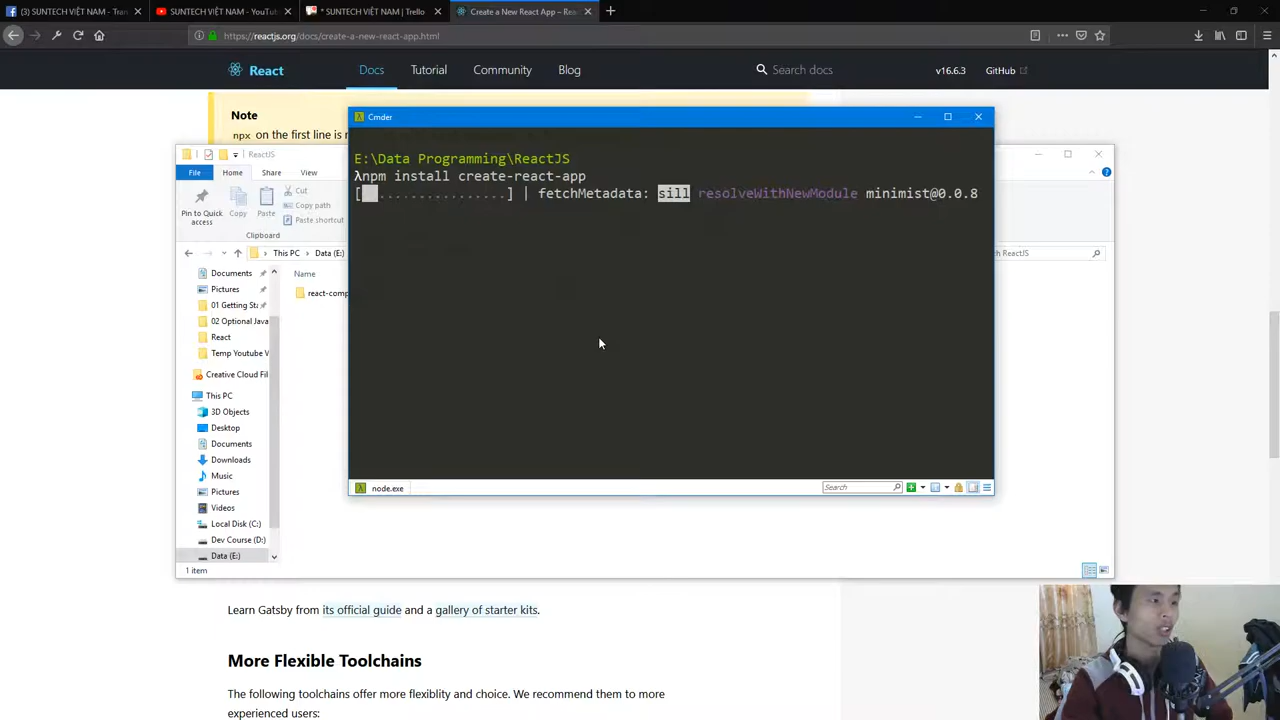 (3) SUNTECH VIỆT NAM - Tran
SUNTECH VIỆT NAM - YouTu
* SUNTECH VIỆT NAM | Trello
Create a New React App – Rea
https://reactjs.org/docs/create-a-new-react-app.html
React
Docs
Tutorial
Community
Blog
Search docs
v16.6.3
GitHub
Note
npx on the first line is
ReactJS
File
Home
Share
View
Pin to Quick
access
Copy
Paste
Cut
Copy path
Paste shortcut
Clipboard
This PC
Data (E:)
ReactJS
Documents
Pictures
01 Getting Sta
02 Optional Java
React
Temp Youtube V
Creative Cloud Fil
This PC
3D Objects
Desktop
Documents
Downloads
Music
Pictures
Videos
Local Disk (C:)
Dev Course (D:)
Data (E:)
Name
react-comp
1 item
Cmder
E:\Data Programming\ReactJS
λnpm install create-react-app
[ ................] | fetchMetadata: sill resolveWithNewModule minimist@0.0.8
node.exe
Search
Learn Gatsby from its official guide and a gallery of starter kits.
More Flexible Toolchains
The following toolchains offer more flexiblity and choice. We recommend them to more
experienced users: